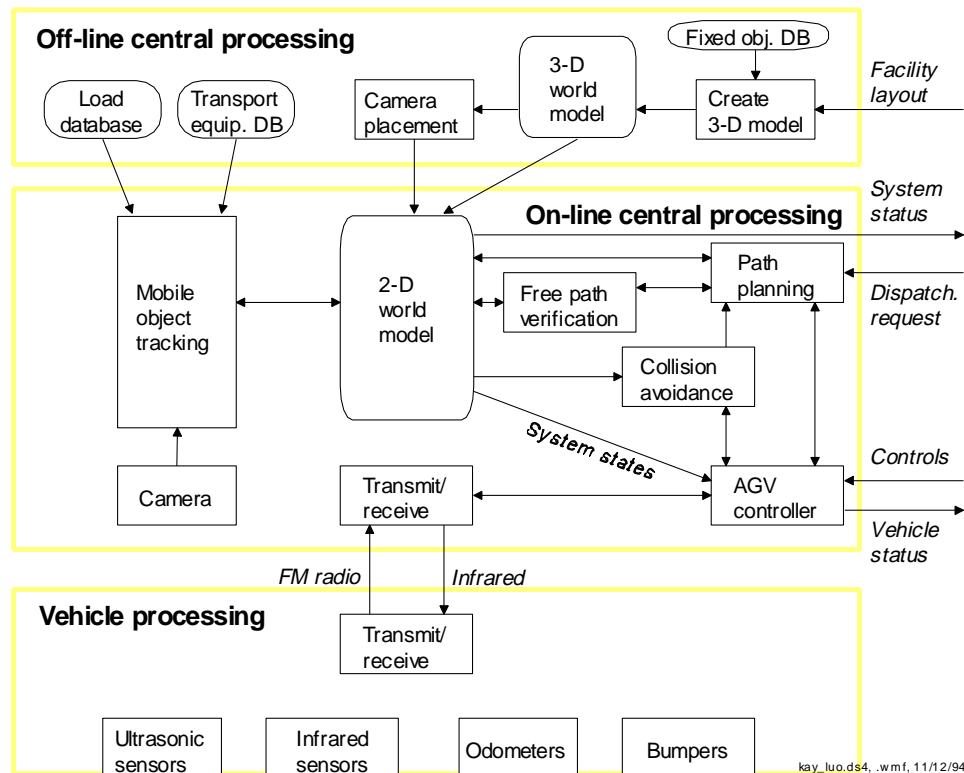 Off-line central processing
Fixed obj. DB
Load
database
Transport
equip. DB
Camera
placement
3-D
world
model
Create
3-D model
Facility
layout
On-line central processing
System
status
Mobile
object
tracking
2-D
world
model
Free path
verification
Path
planning
Dispatch.
request
Collision
avoidance
System states
Camera
Transmit/
receive
AGV
controller
Controls
Vehicle
status
FM radio
Infrared
Vehicle processing
Transmit/
receive
Ultrasonic
sensors
Infrared
sensors
Odometers
Bumpers
kay_luo.ds4, .wmf, 11/12/94